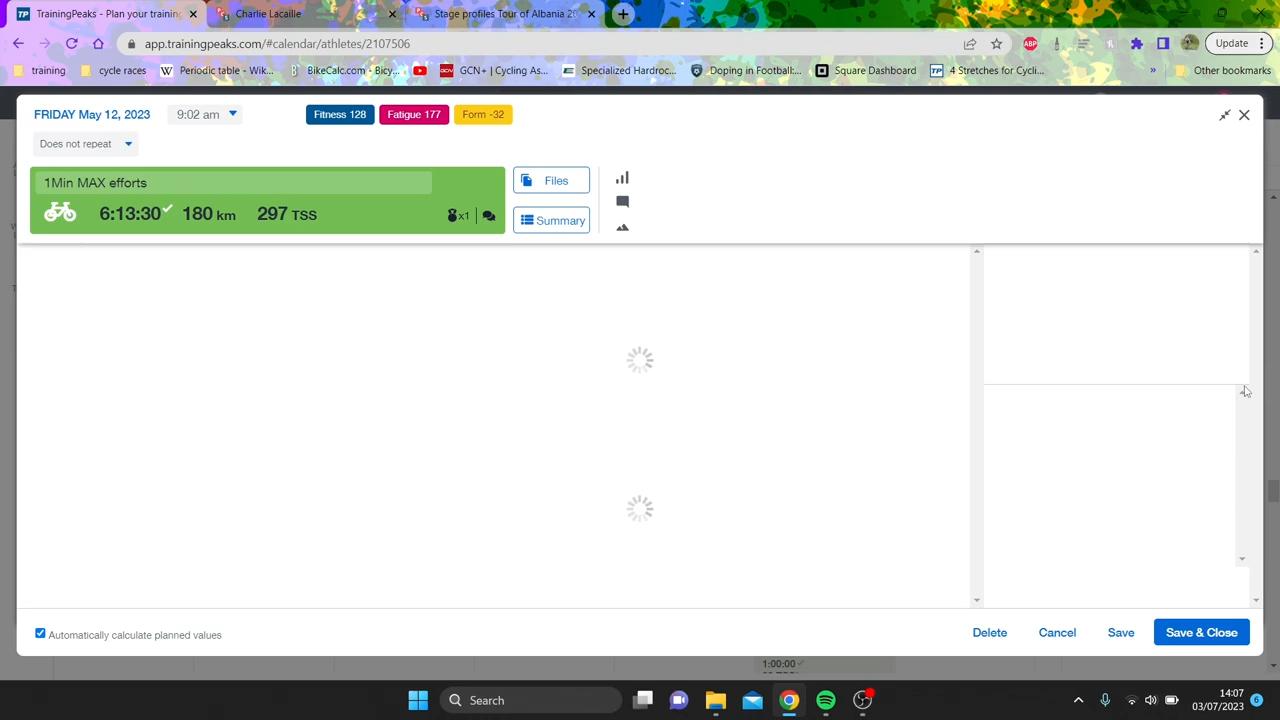 TrainingPeaks - Plan your training
Charlie Lacaille
Stage profiles Tour of Albania 20
app.trainingpeaks.com/#calendar/athletes/2107506
ABP
Update
training
cycle races
Periodic table - Wik...
BikeCalc.com - Bicy...
GCN+ | Cycling As...
Specialized Hardroc...
Doping in Football:...
Square Dashboard
4 Stretches for Cycli...
»
Other bookmarks
FRIDAY May 12, 2023
9:02 am
Fitness 128
Fatigue 177
Form -32
Does not repeat
1Min MAX efforts
6:13:30 180 km 297 TSS
x1
Files
Summary
Automatically calculate planned values
Delete
Cancel
Save
Save & Close
1:00:00
Search
14:07
03/07/2023
6